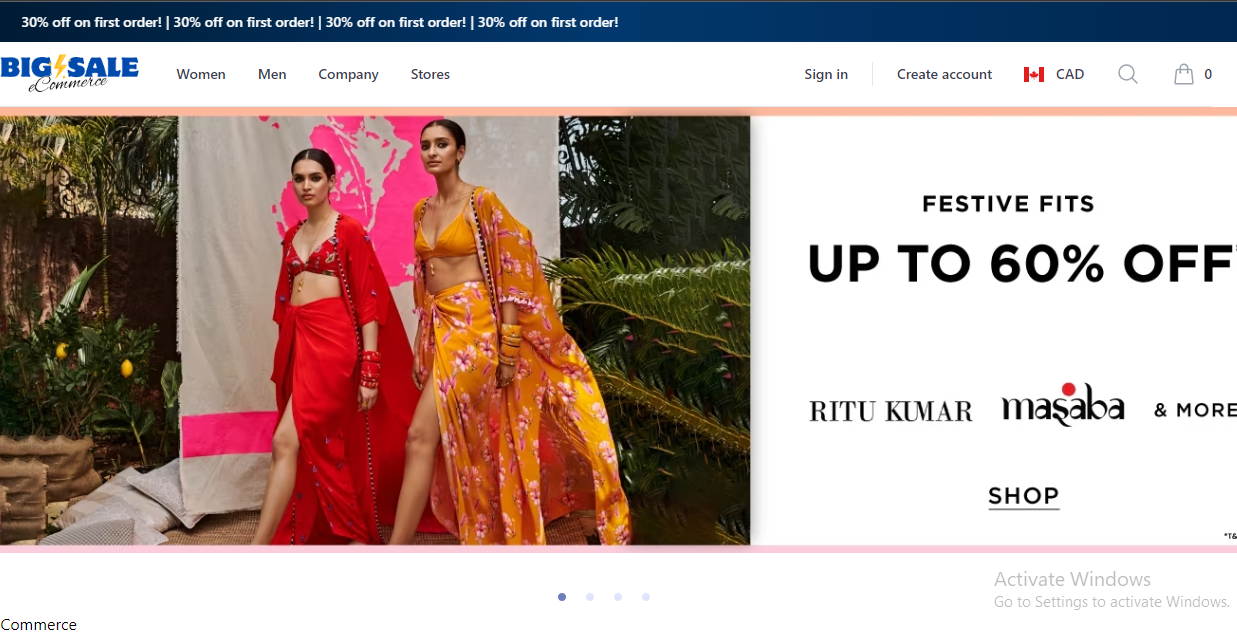 30% off on first order! | 30% off on first order! | 30% off on first order! | 30% off on first order!
BIG SALE
eCommerce
Women Men Company Stores Sign in Create account CAD 0
FESTIVE FITS
UP TO 60% OFF
RITU KUMAR masaba & MORE
SHOP
*T&
Activate Windows
Go to Settings to activate Windows.
Commerce